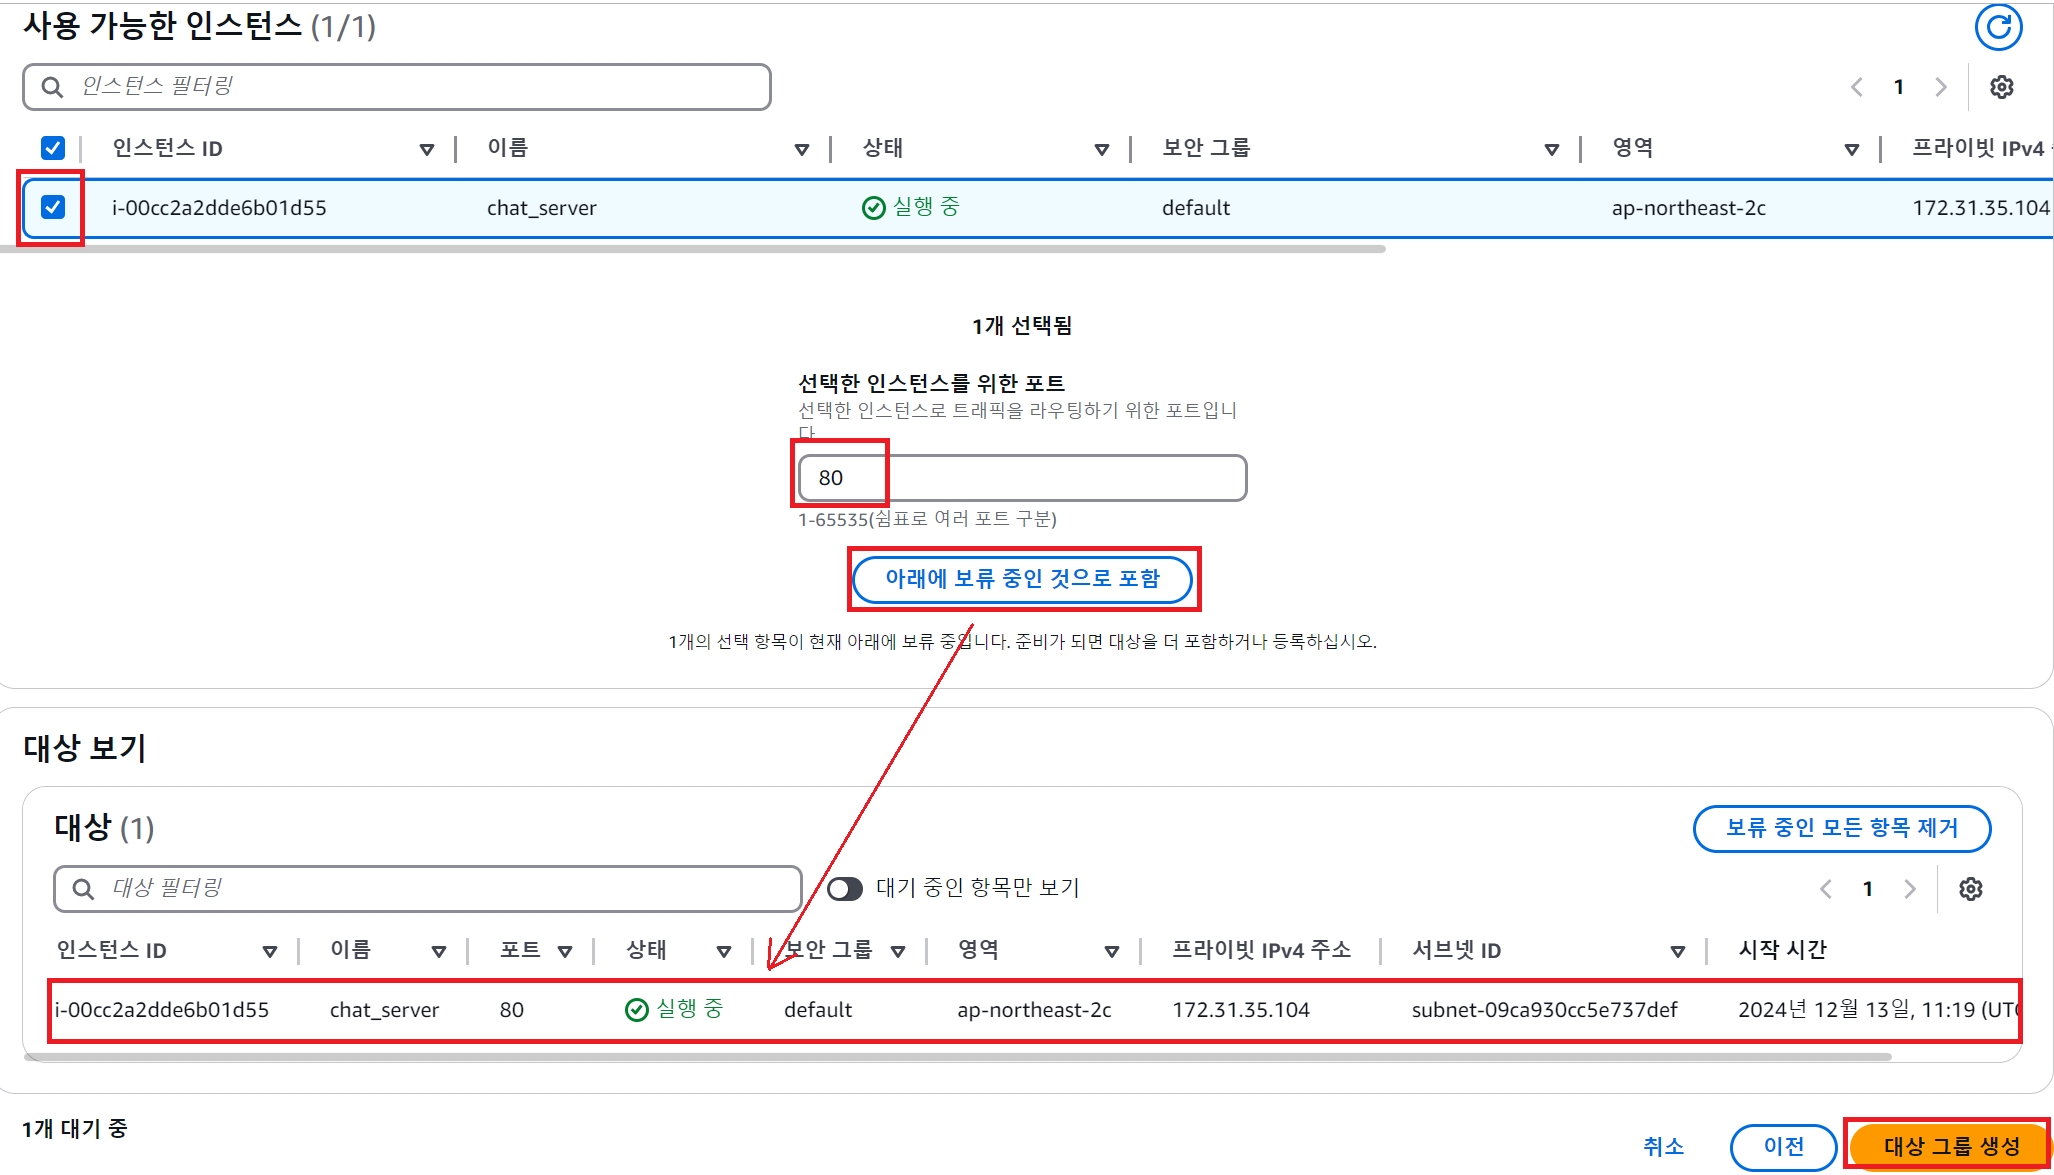 사용 가능한 인스턴스 (1/1)
인스턴스 필터링
1
인스턴스 ID 이름 상태 보안 그룹 영역 프라이빗 IPv4
i-00cc2a2dde6b01d55 chat_server 실행 중 default ap-northeast-2c 172.31.35.104
1개 선택됨
선택한 인스턴스를 위한 포트
선택한 인스턴스로 트래픽을 라우팅하기 위한 포트입니
다
80
1-65535(쉼표로 여러 포트 구분)
아래에 보류 중인 것으로 포함
1개의 선택 항목이 현재 아래에 보류 중입니다. 준비가 되면 대상을 더 포함하거나 등록하십시오.
대상 보기
대상 (1)
보류 중인 모든 항목 제거
대상 필터링
대기 중인 항목만 보기
1
인스턴스 ID 이름 포트 상태 보안 그룹 영역 프라이빗 IPv4 주소 서브넷 ID 시작 시간
i-00cc2a2dde6b01d55 chat_server 80 실행 중 default ap-northeast-2c 172.31.35.104 subnet-09ca930cc5e737def 2024년 12월 13일, 11:19 (UTC
1개 대기 중
취소
이전
대상 그룹 생성